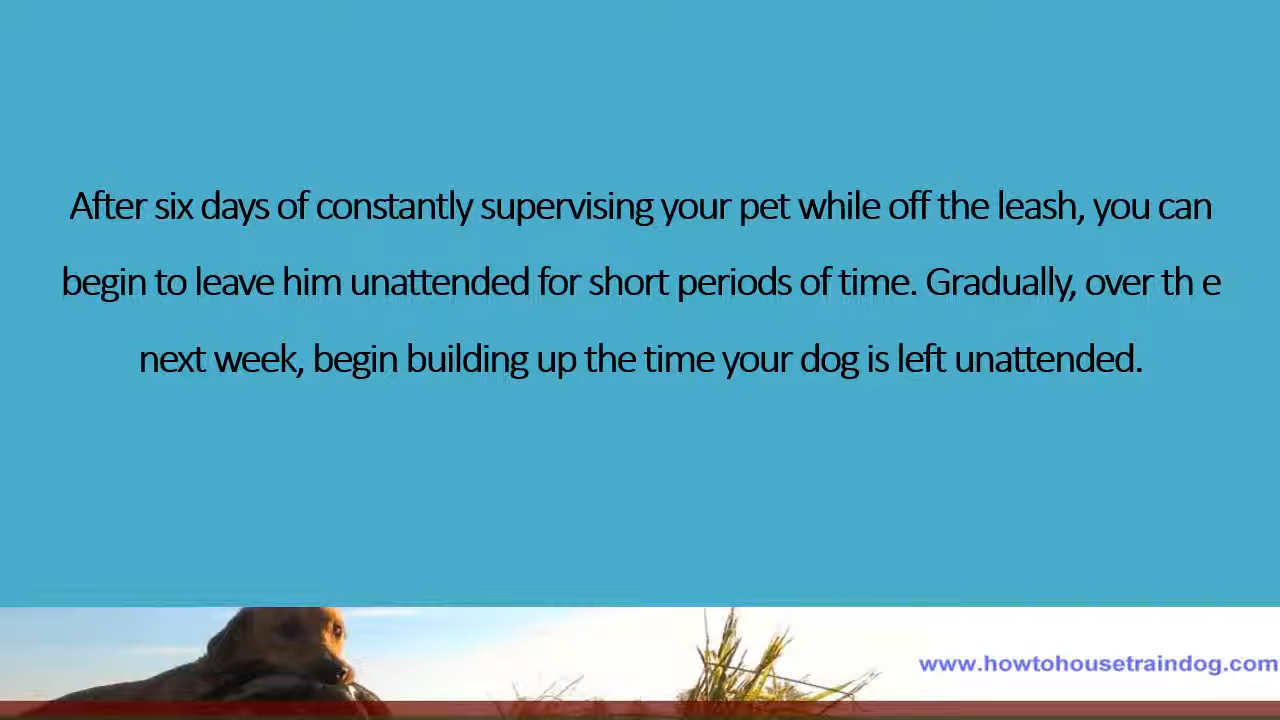 After six days of constantly supervising your pet while off the leash, you can
begin to leave him unattended for short periods of time. Gradually, over th e
next week, begin building up the time your dog is left unattended.
www.howtohousetraindog.com